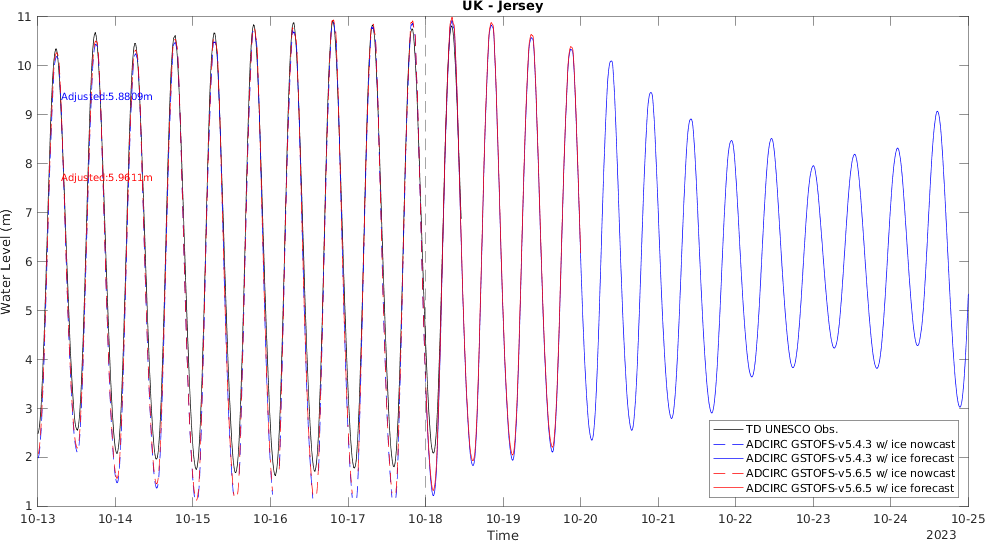 UK - Jersey
11
10
9
8
7
6
5
4
3
2
1
Water Level (m)
Adjusted:5.8809m
Adjusted:5.9611m
TD UNESCO Obs.
ADCIRC GSTOFS-v5.4.3 w/ ice nowcast
ADCIRC GSTOFS-v5.4.3 w/ ice forecast
ADCIRC GSTOFS-v5.6.5 w/ ice nowcast
ADCIRC GSTOFS-v5.6.5 w/ ice forecast
10-13 10-14 10-15 10-16 10-17 10-18 10-19 10-20 10-21 10-22 10-23 10-24 10-25
Time
2023